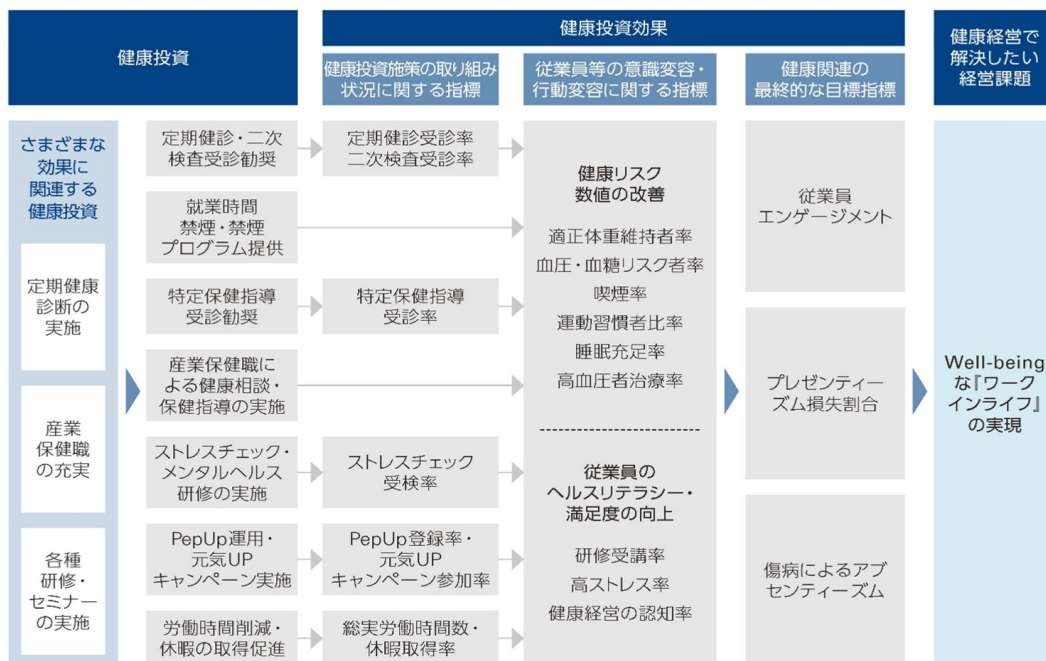 健康投資
健康投資効果
健康経営で
解決したい
経営課題
健康投資施策の取り組み
状況に関する指標
従業員等の意識変容・
行動変容に関する指標
健康関連の
最終的な目標指標
さまざまな
効果に
関連する
健康投資
定期健康
診断の
実施
産業
保健職
の充実
各種
研修・
セミナー
の実施
定期健診・二次
検査受診勧奨
就業時間
禁煙・禁煙
プログラム提供
特定保健指導
受診勧奨
産業保健職に
よる健康相談・
保健指導の実施
ストレスチェック・
メンタルヘルス
研修の実施
PepUp運用・
元気UP
キャンペーン実施
労働時間削減・
休暇の取得促進
定期健診受診率
二次検査受診率
特定保健指導
受診率
ストレスチェック
受検率
PepUp登録率・
元気UP
キャンペーン参加率
総実労働時間数・
休暇取得率
健康リスク
数値の改善
適正体重維持者率
血圧・血糖リスク者率
喫煙率
運動習慣者比率
睡眠充足率
高血圧者治療率
従業員の
ヘルスリテラシー・
満足度の向上
研修受講率
高ストレス率
健康経営の認知率
従業員
エンゲージメント
プレゼンティー
ズム損失割合
傷病によるアブ
センティーズム
Well-being
な『ワーク
インライフ』
の実現